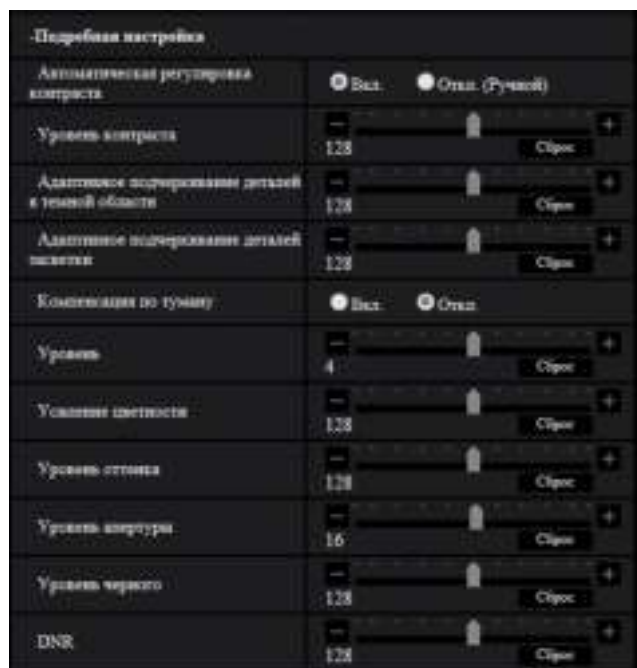 -Подробная настройка
Автоматическая регулировка
контраста
Вкл. Откл. (Ручной)
Уровень контраста
128 Сброс
Адаптивное подчеркивание деталей
в темной области
128 Сброс
Адаптивное подчеркивание деталей
засветки
128 Сброс
Компенсация по туману
Вкл. Откл.
Уровень
4 Сброс
Усиление цветности
128 Сброс
Уровень оттенка
128 Сброс
Уровень апертуры
16 Сброс
Уровень черного
128 Сброс
DNR
128 Сброс